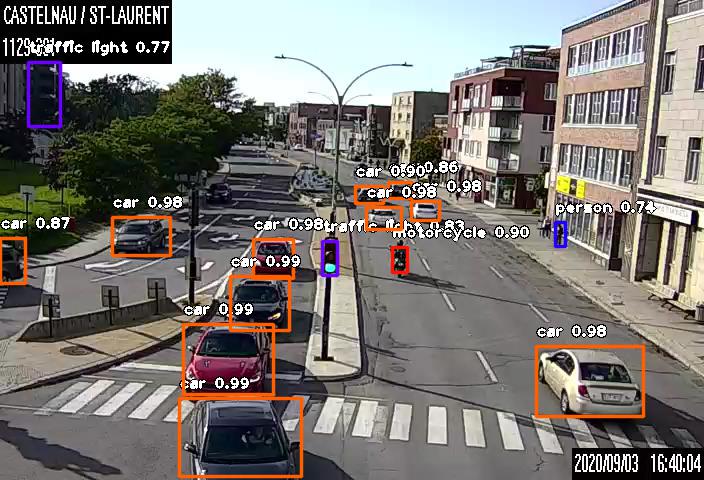 CASTELNAU / ST-LAURENT
traffic light 0.77
car 0.90
car 0.98
car 0.98
person 0.74
car 0.87
car 0.98
traffic light 0.83
motorcycle 0.90
car 0.99
car 0.99
car 0.98
car 0.99
2020/09/03 16:40:04